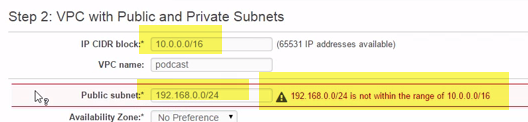 Step 2: VPC with Public and Private Subnets
IP CIDR block:* 10.0.0.0/16 (65531 IP addresses available)
VPC name: podcast
Public subnet:* 192.168.0.0/24 192.168.0.0/24 is not within the range of 10.0.0.0/16
Availability Zone:* No Preference